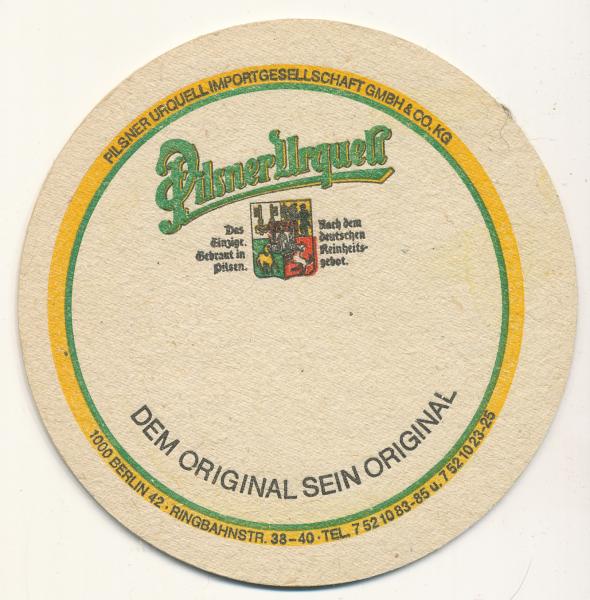 PILSNER URQUELL IMPORTGESELLSCHAFT GMBH & CO. KG
Pilsner Urquell
Das
Einzige.
Gebraut in
Pilsen.
Nach dem
deutschen
Reinheits-
gebot.
DEM ORIGINAL SEIN ORIGINAL
1000 BERLIN 42 · RINGBAHNSTR. 38-40 · TEL. 7 52 10 83-85 u. 7 52 10 23-25